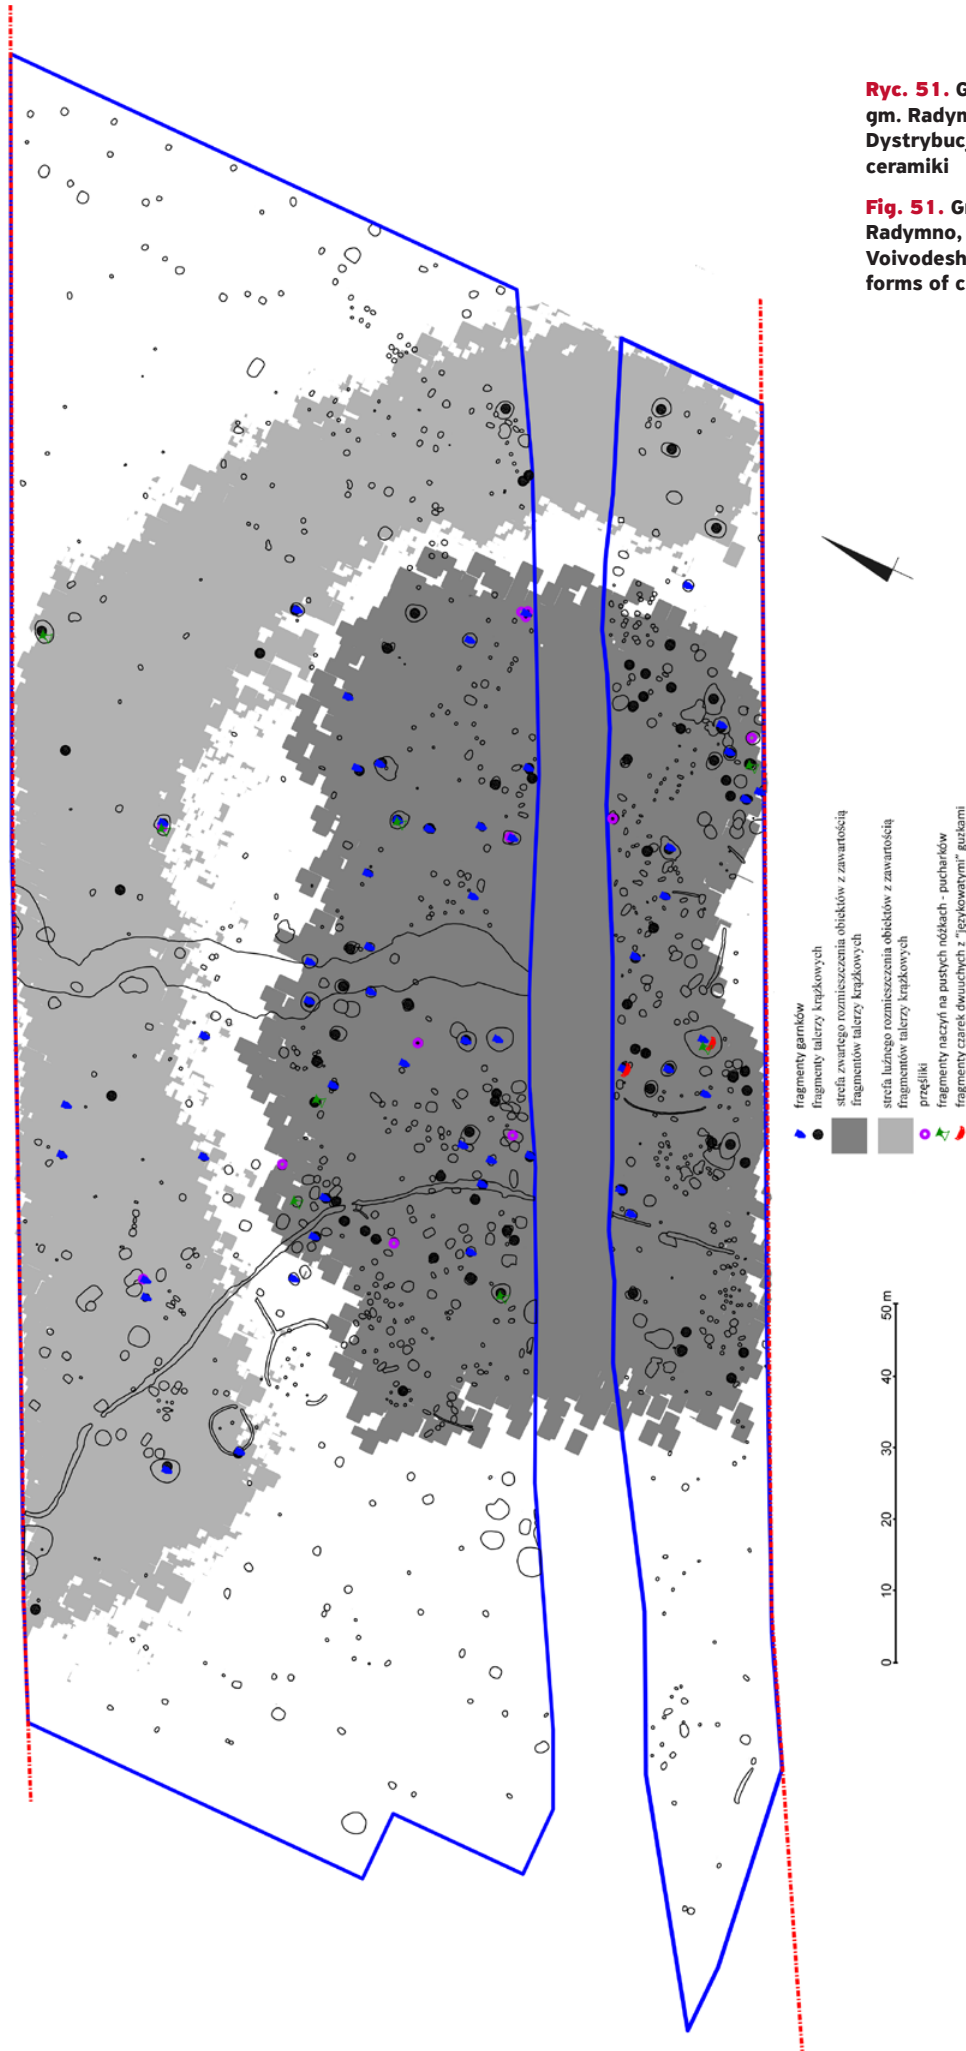 Ryc. 51. G
gm. Radym
Dystrybuc
ceramiki
Fig. 51. G
Radymno,
Voivodesh
forms of c
fragmenty garnków
fragmenty talerzy krążkowych
strefa zwartego rozmieszczenia obiektów z zawartością
fragmentów talerzy krążkowych
strefa luźnego rozmieszczenia obiektów z zawartością
fragmentów talerzy krążkowych
przęśliki
fragmenty naczyń na pustych nóżkach - pucharków
fragmenty czarek dwuuchych z "językowatymi" guzkami
0 10 20 30 40 50 m